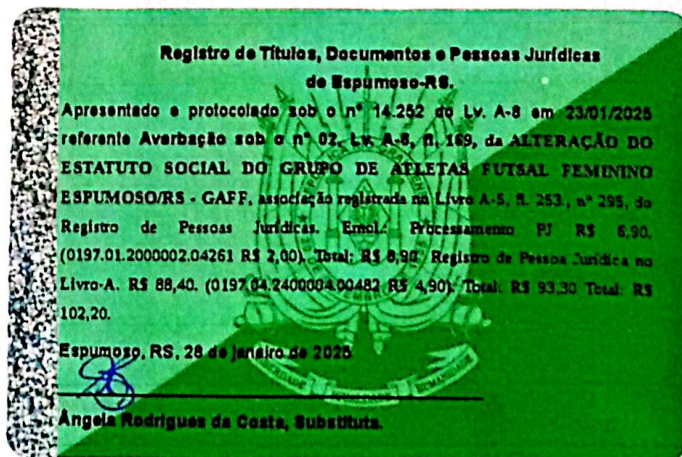 Registro de Títulos, Documentos e Pessoas Jurídicas
de Espumoso-RS.
Apresentado e protocolado sob o nº 14.252 do Lv. A-8 em 23/01/2025
referente Averbação sob o nº 02, Lv. A-8, fl. 169, da ALTERAÇÃO DO
ESTATUTO SOCIAL DO GRUPO DE ATLETAS FUTSAL FEMININO
ESPUMOSO/RS - GAFF, associação registrada no Livro A-5, fl. 253, nº 295, do
Registro de Pessoas Jurídicas. Emol.: Processamento PJ R$ 6,90.
(0197.01.2000002.04261 R$ 2,00). Total: R$ 8,90. Registro de Pessoa Jurídica no
Livro-A. R$ 88,40. (0197.04.2400004.00482 R$ 4,90). Total: R$ 93,30 Total: R$
102,20.
Espumoso, RS, 28 de janeiro de 2025
HUMANIDADE
Ângela Rodrigues da Costa, Substituta.